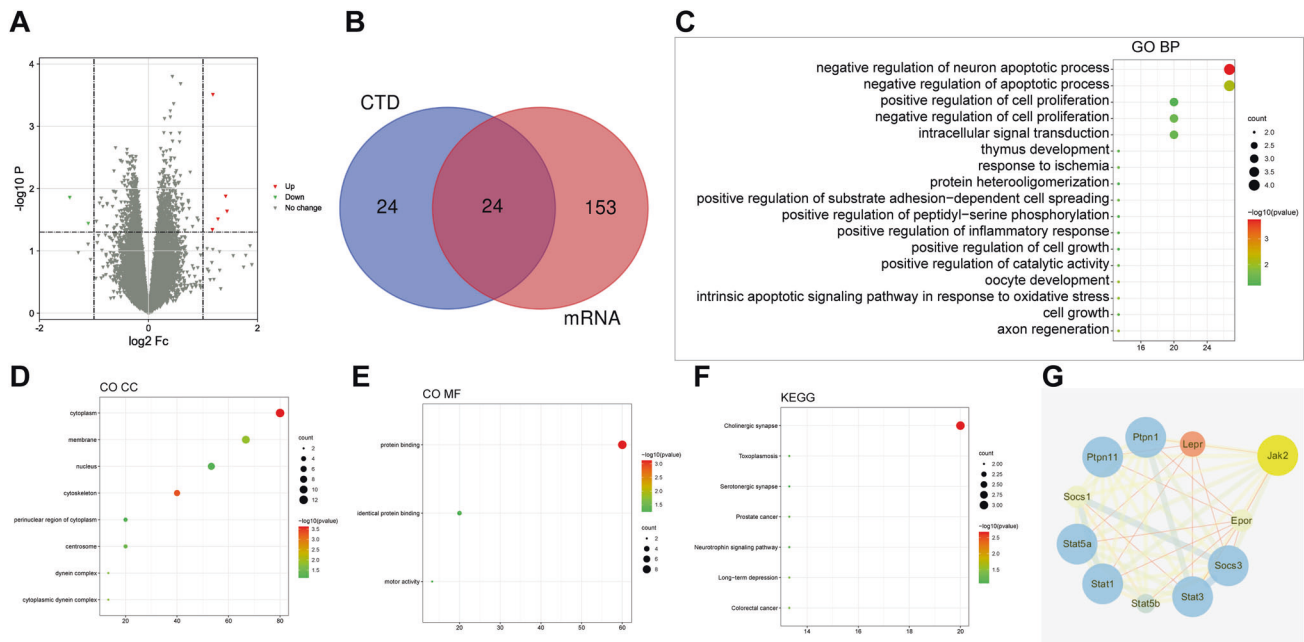 A
-log10 P
4
3
2
1
0
-2
-1
0
1
2
log2 Fc
Up
Down
No change
B
CTD
24
24
153
mRNA
C
GO BP
negative regulation of neuron apoptotic process
negative regulation of apoptotic process
positive regulation of cell proliferation
negative regulation of cell proliferation
intracellular signal transduction
thymus development
response to ischemia
protein heterooligomerization
positive regulation of substrate adhesion-dependent cell spreading
positive regulation of peptidyl-serine phosphorylation
positive regulation of inflammatory response
positive regulation of cell growth
positive regulation of catalytic activity
oocyte development
intrinsic apoptotic signaling pathway in response to oxidative stress
cell growth
axon regeneration
16
20
24
count
2.0
2.5
3.0
3.5
4.0
-log10(pvalue)
3
2
D
CO CC
cytoplasm
membrane
nucleus
cytoskeleton
perinuclear region of cytoplasm
centrosome
dynein complex
cytoplasmic dynein complex
20
40
60
80
count
2
4
6
8
10
12
-log10(pvalue)
3.5
3.0
2.5
2.0
1.5
E
CO MF
protein binding
identical protein binding
motor activity
20
30
40
50
60
-log10(pvalue)
3.0
2.5
2.0
1.5
count
2
4
6
8
F
KEGG
Cholinergic synapse
Toxoplasmosis
Serotonergic synapse
Prostate cancer
Neurotrophin signaling pathway
Long-term depression
Colorectal cancer
14
16
18
20
count
2.00
2.25
2.50
2.75
3.00
-log10(pvalue)
2.5
2.0
1.5
G
Ptpn1
Lepr
Jak2
Ptpn11
Socs1
Epor
Stat5a
Socs3
Stat1
Stat5b
Stat3